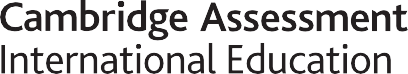 Cambridge Assessment
International Education